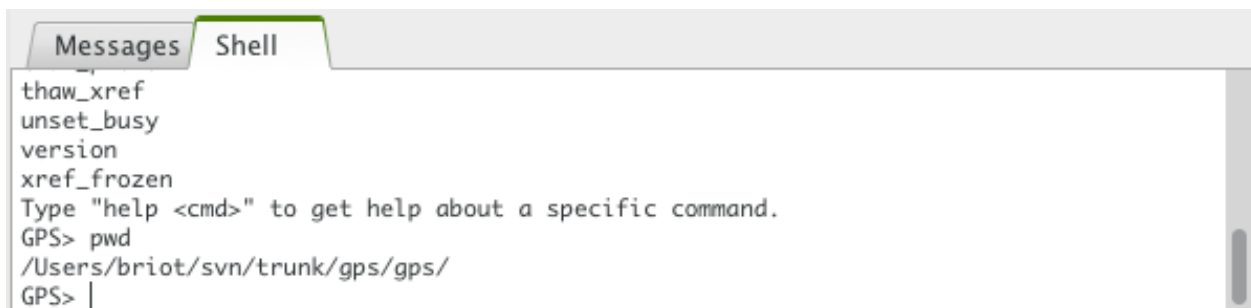 Messages Shell
thaw_xref
unset_busy
version
xref_frozen
Type "help <cmd>" to get help about a specific command.
GPS> pwd
/Users/briot/svn/trunk/gps/gps/
GPS>